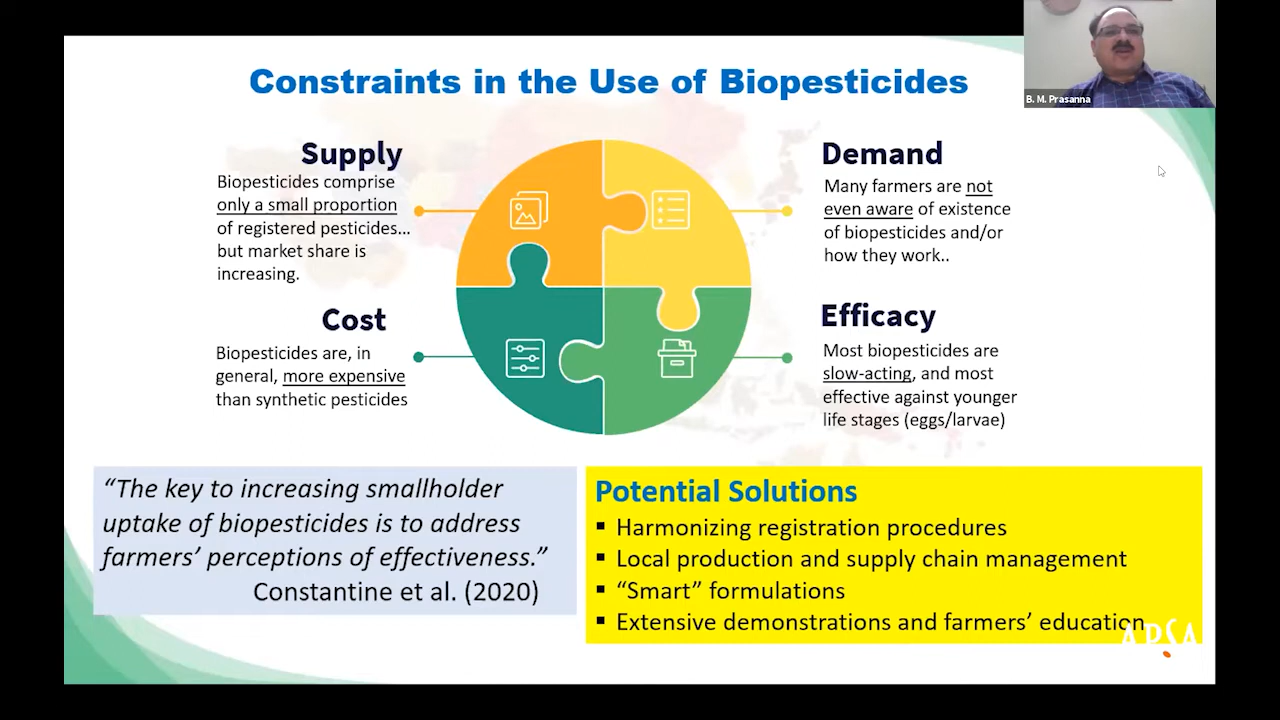 Constraints in the Use of Biopesticides
B. M. Prasanna
Supply
Biopesticides comprise
only a small proportion
of registered pesticides...
but market share is
increasing.
Demand
Many farmers are not
even aware of existence
of biopesticides and/or
how they work..
Cost
Biopesticides are, in
general, more expensive
than synthetic pesticides
Efficacy
Most biopesticides are
slow-acting, and most
effective against younger
life stages (eggs/larvae)
“The key to increasing smallholder
uptake of biopesticides is to address
farmers’ perceptions of effectiveness.”
Constantine et al. (2020)
Potential Solutions
▪ Harmonizing registration procedures
▪ Local production and supply chain management
▪ “Smart” formulations
▪ Extensive demonstrations and farmers’ education
APSA